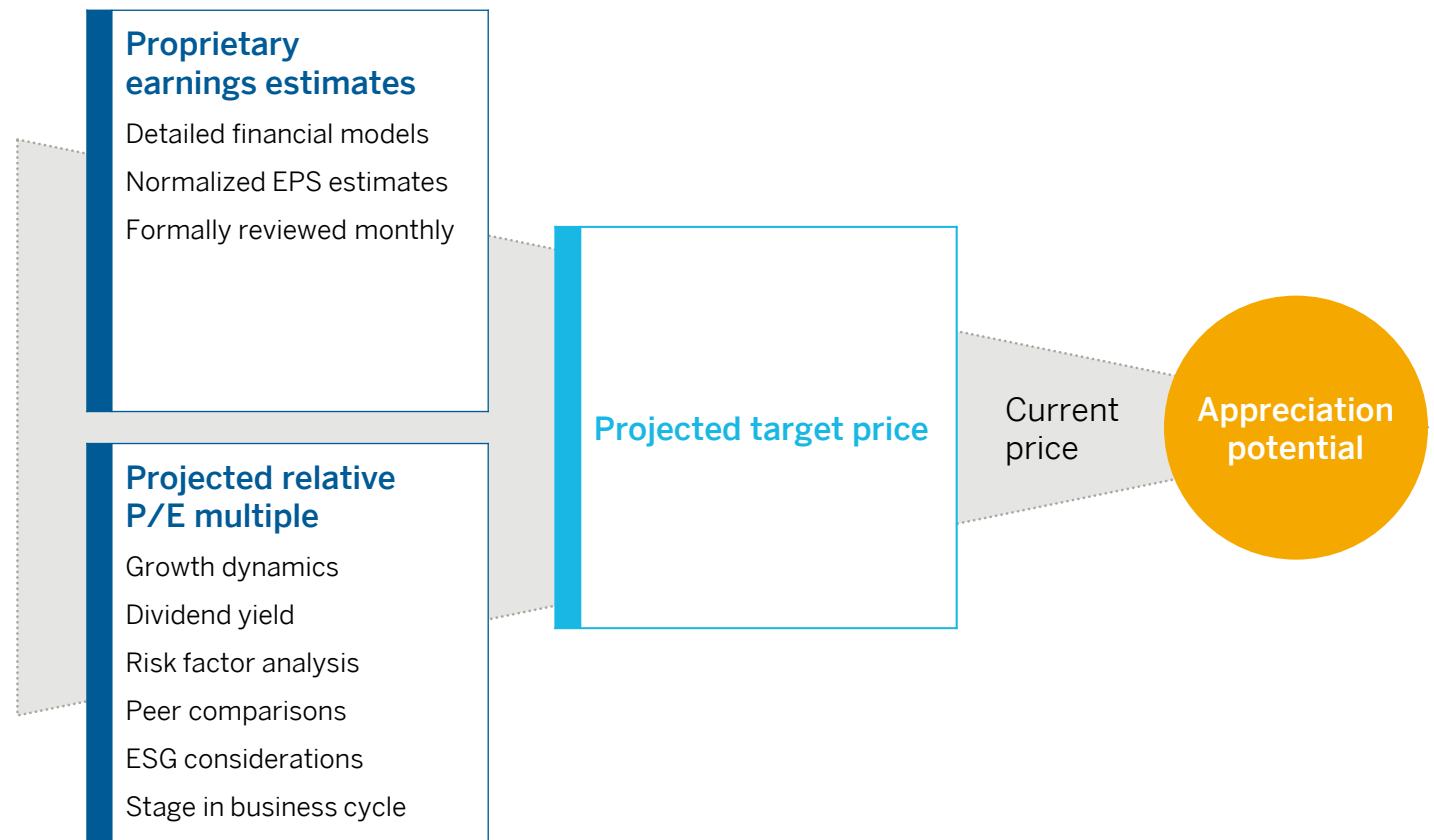 Proprietary
earnings estimates
Detailed financial models
Normalized EPS estimates
Formally reviewed monthly
Projected relative
P/E multiple
Growth dynamics
Dividend yield
Risk factor analysis
Peer comparisons
ESG considerations
Stage in business cycle
Projected target price
Current
price
Appreciation
potential